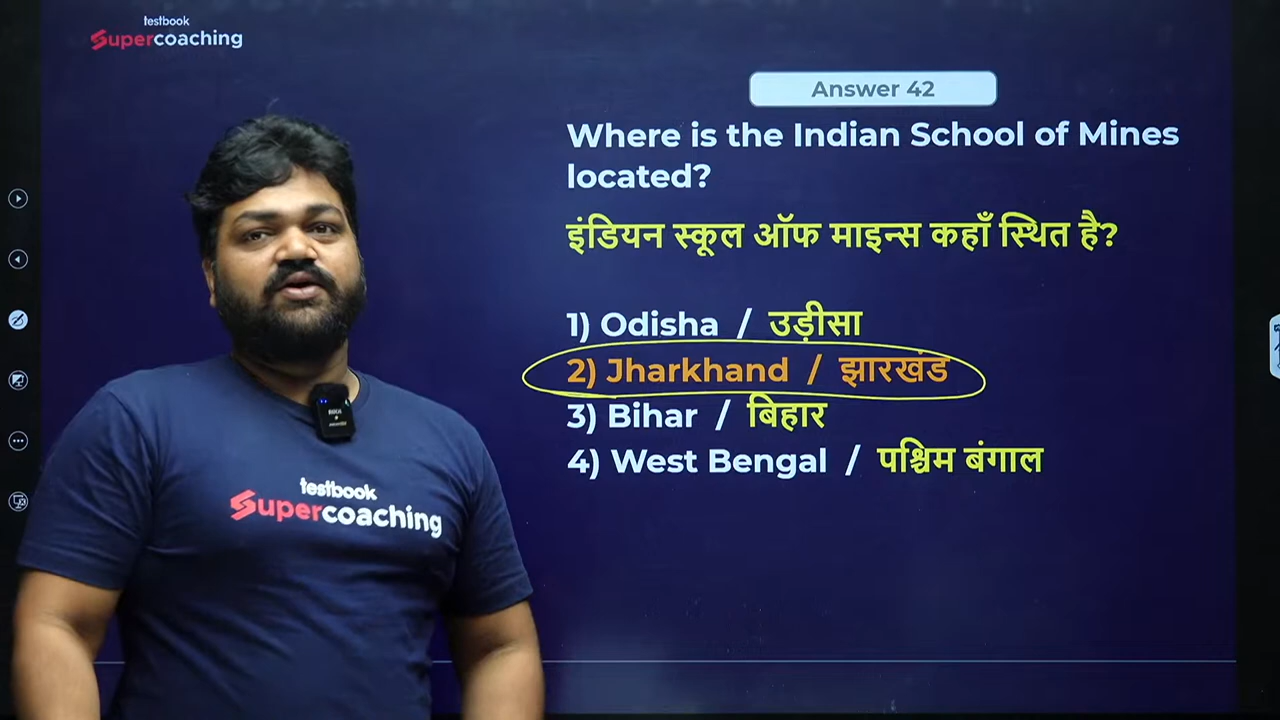 testbook
Supercoaching
Answer 42
Where is the Indian School of Mines
located?
इंडियन स्कूल ऑफ माइन्स कहाँ स्थित है?
1) Odisha / उड़ीसा
2) Jharkhand / झारखंड
3) Bihar / बिहार
4) West Bengal / पश्चिम बंगाल
testbook
Supercoaching